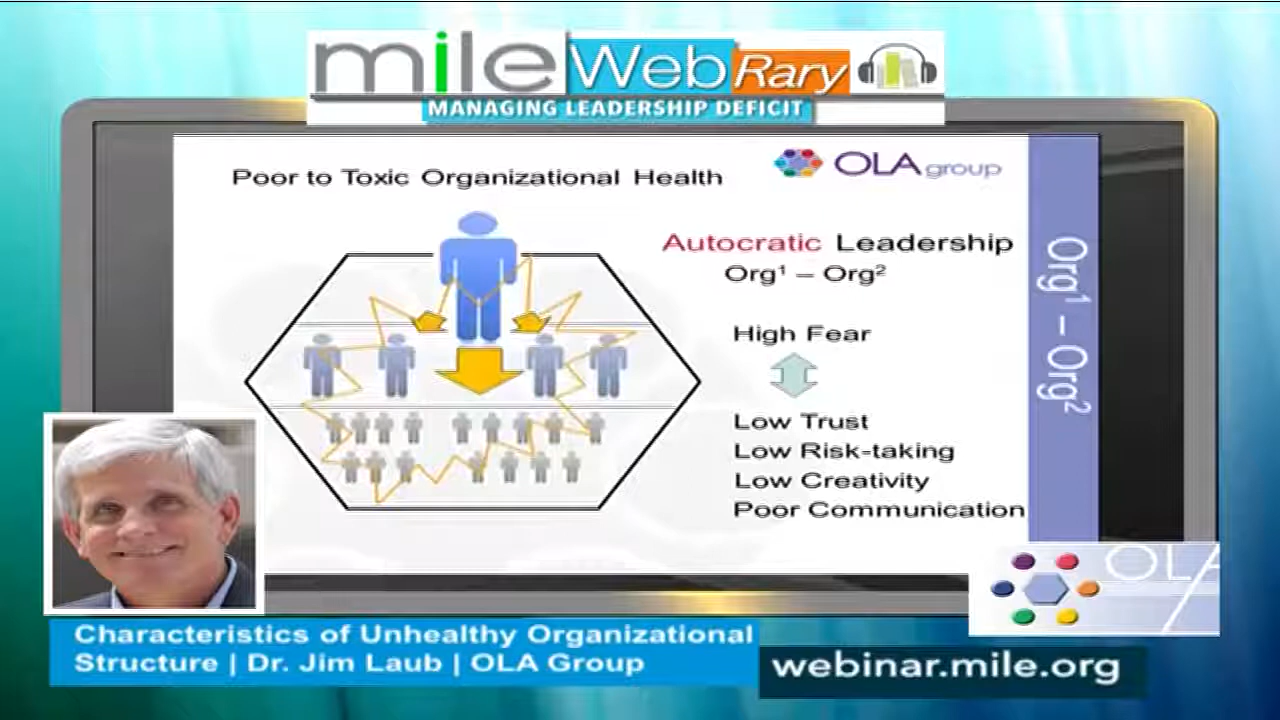 mile WebRary
MANAGING LEADERSHIP DEFICIT
Poor to Toxic Organizational Health
OLA group
Autocratic Leadership
Org¹ – Org²
High Fear
Low Trust
Low Risk-taking
Low Creativity
Poor Communication
Org¹ – Org²
OLA
Characteristics of Unhealthy Organizational
Structure | Dr. Jim Laub | OLA Group
webinar.mile.org